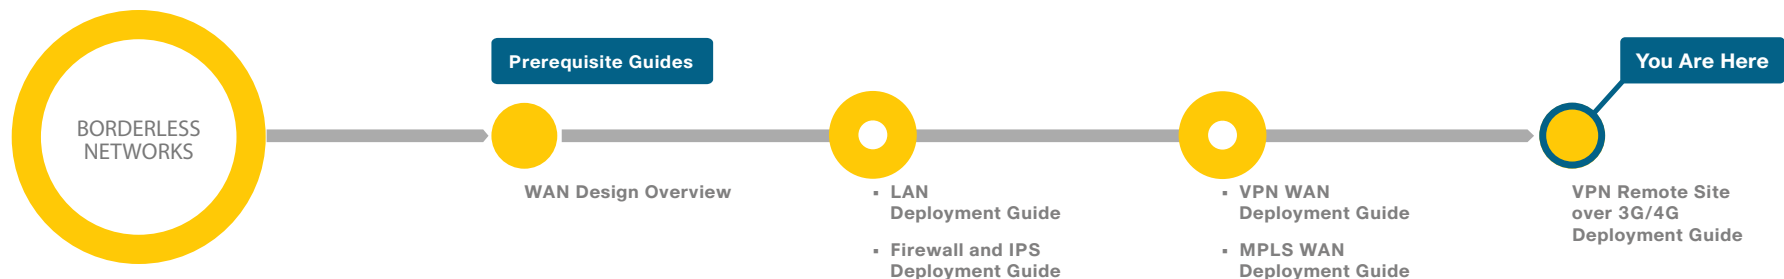 BORDERLESS
NETWORKS
Prerequisite Guides
WAN Design Overview
▪ LAN
Deployment Guide
▪ Firewall and IPS
Deployment Guide
▪ VPN WAN
Deployment Guide
▪ MPLS WAN
Deployment Guide
You Are Here
VPN Remote Site
over 3G/4G
Deployment Guide